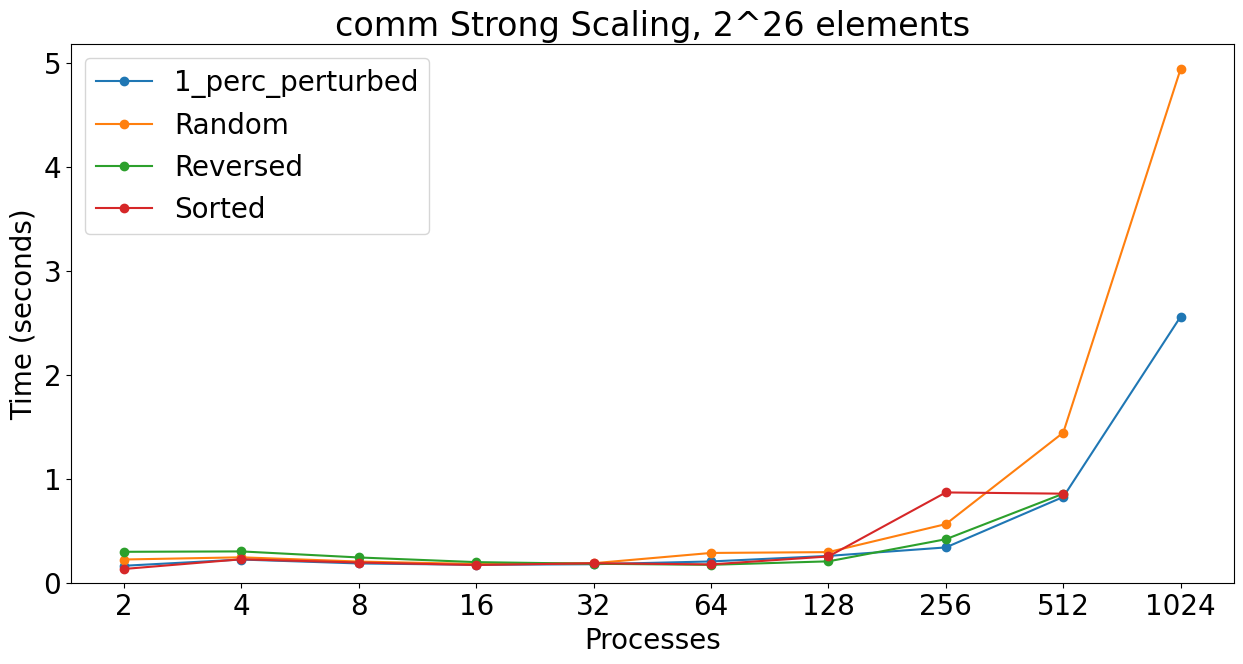 comm Strong Scaling, 2^26 elements
1_perc_perturbed
Random
Reversed
Sorted
Time (seconds)
5
4
3
2
1
0
2 4 8 16 32 64 128 256 512 1024
Processes